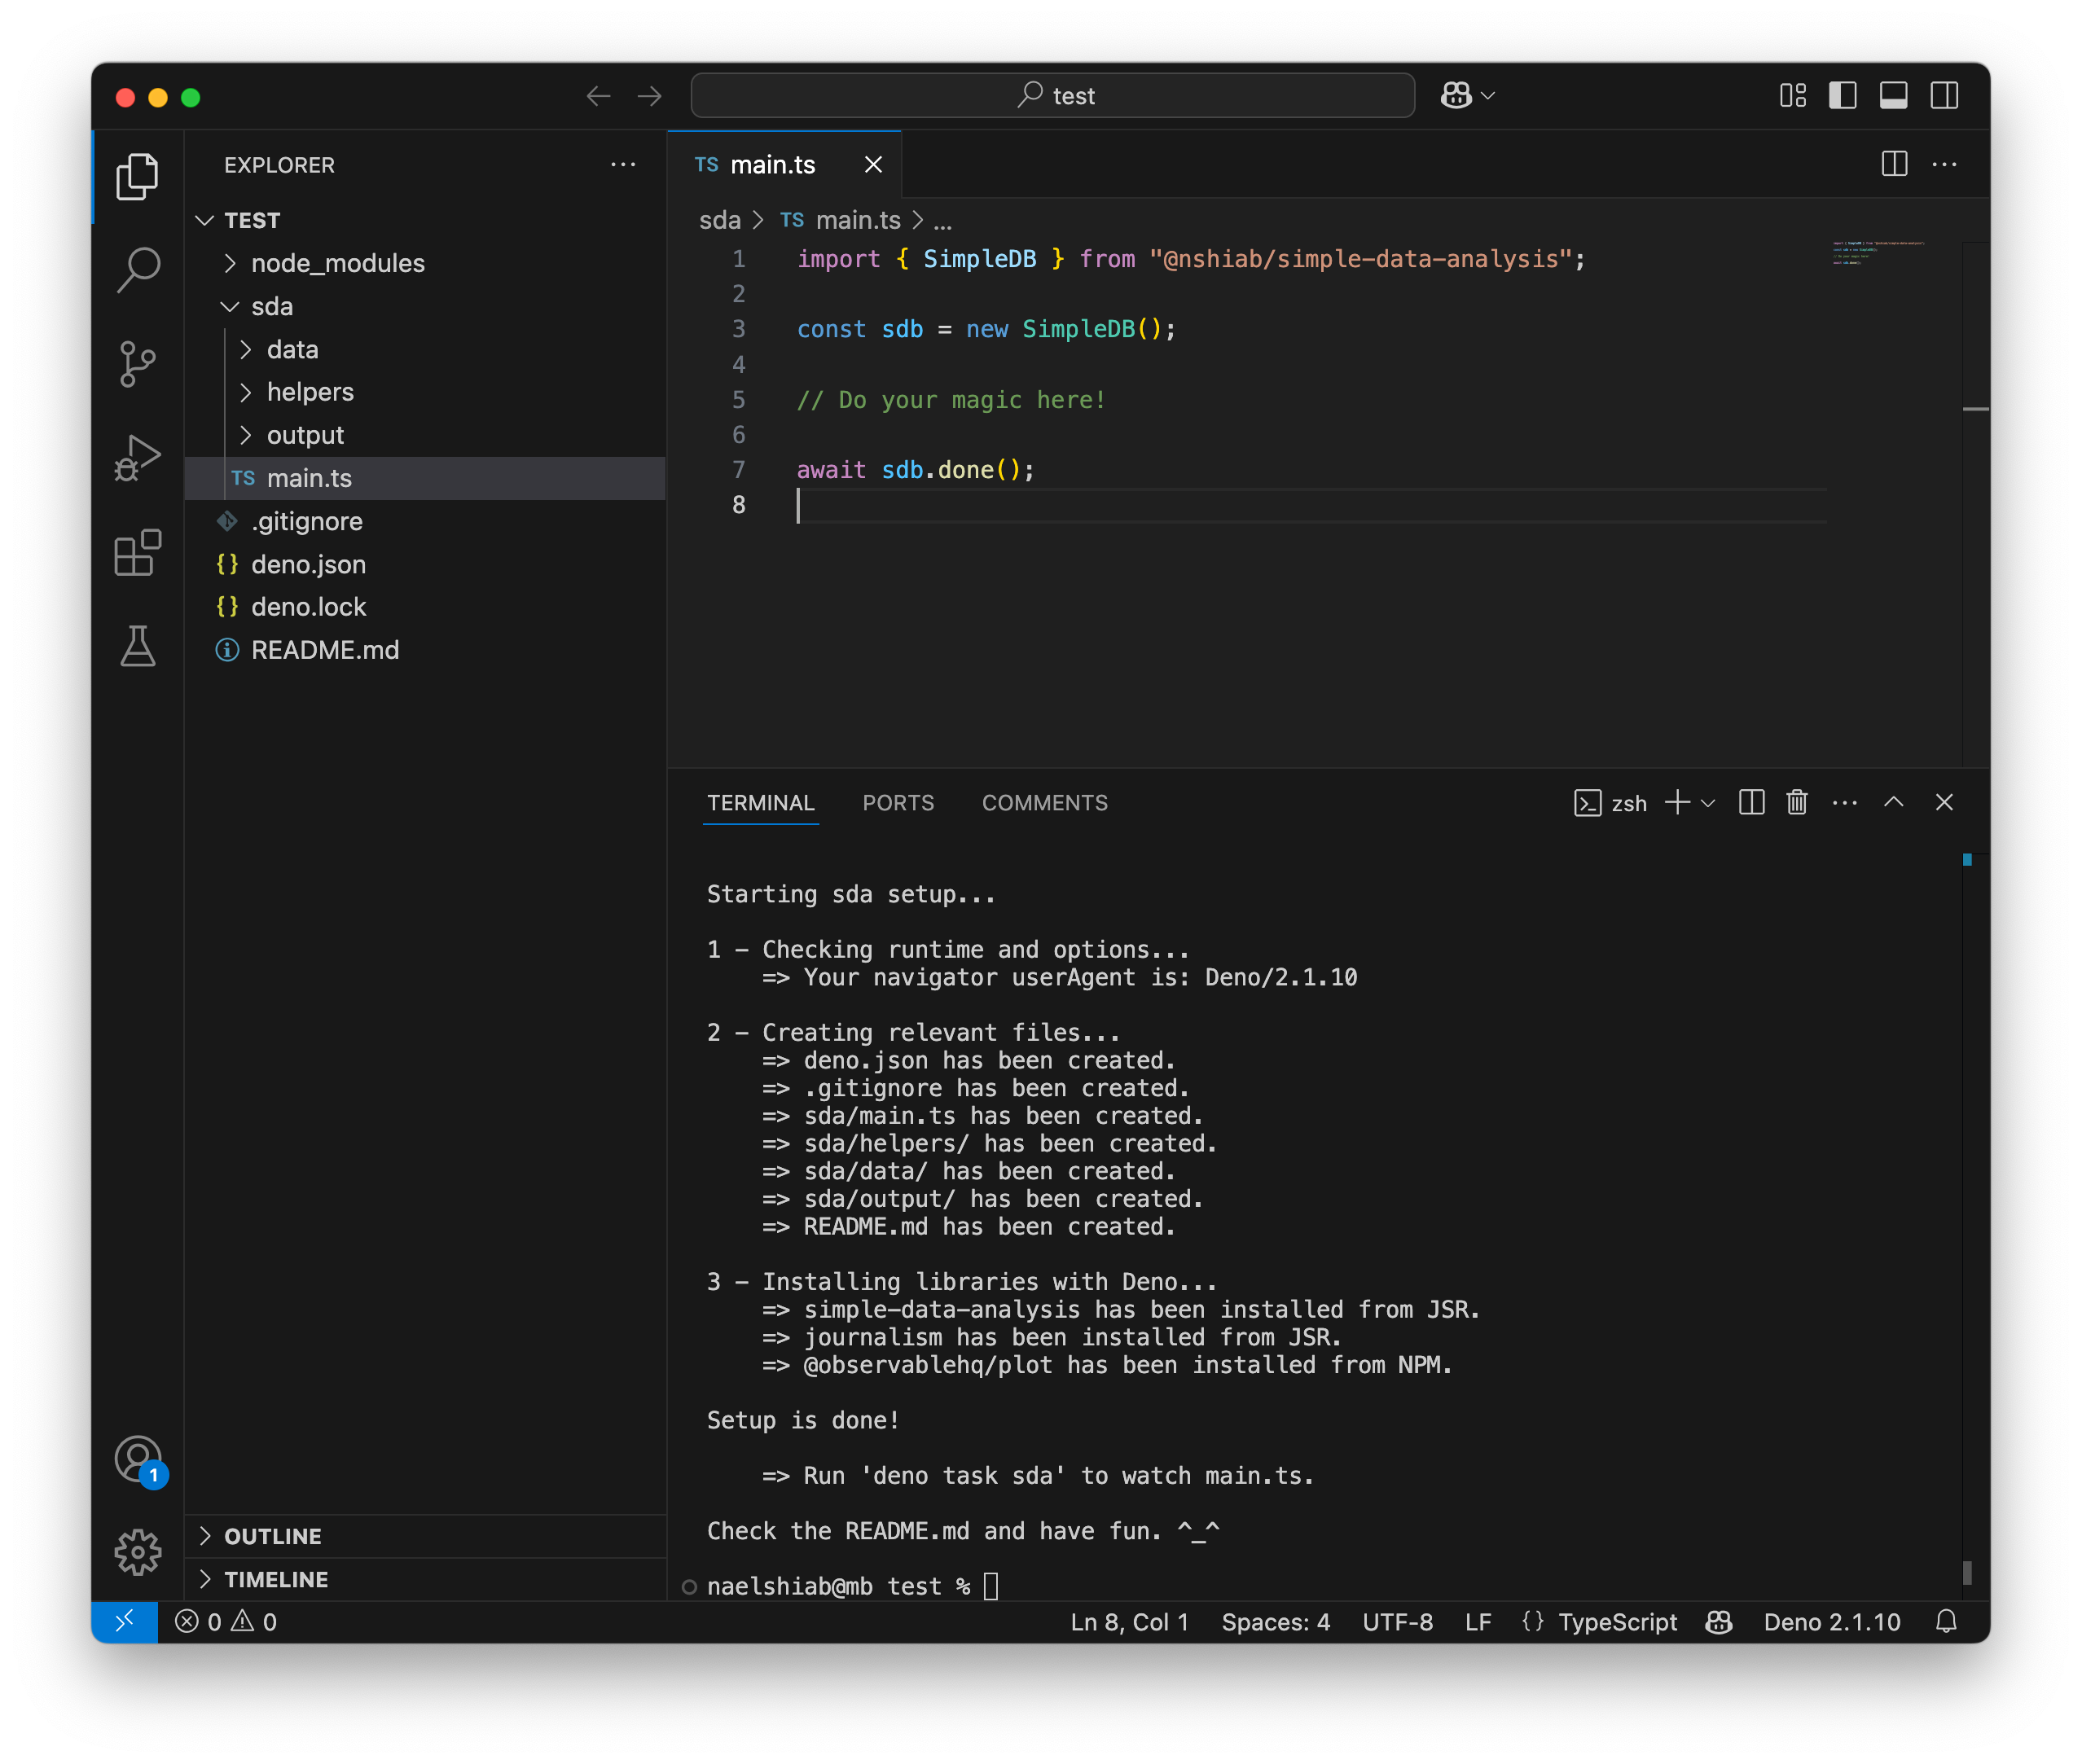 test
EXPLORER
TEST
node_modules
sda
data
helpers
output
TS main.ts
.gitignore
{} deno.json
{} deno.lock
README.md
OUTLINE
TIMELINE
1
TS main.ts
sda > TS main.ts > ...
1 import { SimpleDB } from "@nshiab/simple-data-analysis";
2
3 const sdb = new SimpleDB();
4
5 // Do your magic here!
6
7 await sdb.done();
8
TERMINAL PORTS COMMENTS zsh
Starting sda setup...
1 – Checking runtime and options...
=> Your navigator userAgent is: Deno/2.1.10
2 – Creating relevant files...
=> deno.json has been created.
=> .gitignore has been created.
=> sda/main.ts has been created.
=> sda/helpers/ has been created.
=> sda/data/ has been created.
=> sda/output/ has been created.
=> README.md has been created.
3 – Installing libraries with Deno...
=> simple-data-analysis has been installed from JSR.
=> journalism has been installed from JSR.
=> @observablehq/plot has been installed from NPM.
Setup is done!
=> Run 'deno task sda' to watch main.ts.
Check the README.md and have fun. ^_^
naelshiab@mb test %
0 0 Ln 8, Col 1 Spaces: 4 UTF-8 LF {} TypeScript Deno 2.1.10